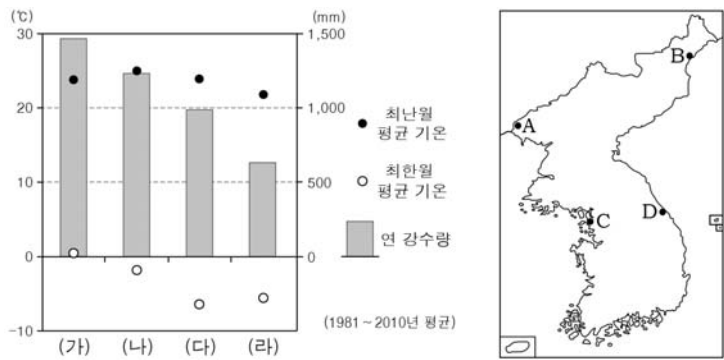 (℃) (mm)
30 1,500
20 1,000
10 500
0 0
-10
(가) (나) (다) (라)
최난월
평균 기온
최한월
평균 기온
연 강수량
(1981~2010년 평균)
B
A
C
D